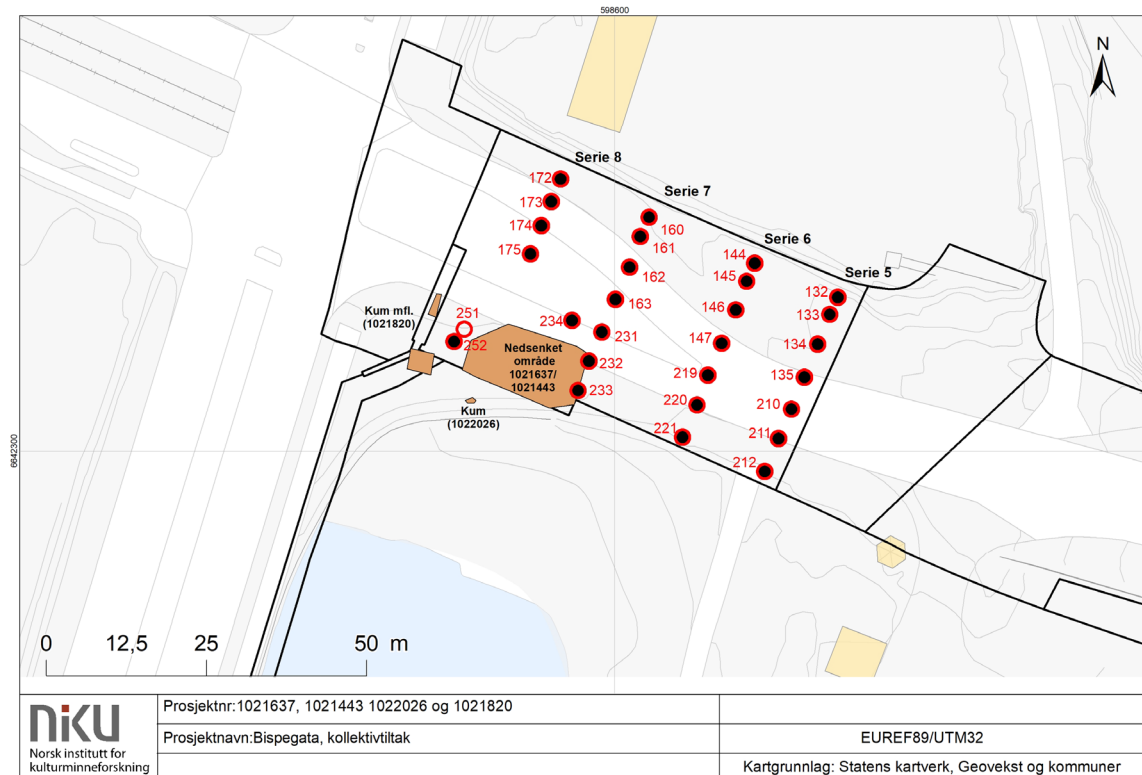 598600
N
Serie 8
172
Serie 7
173
160
174
161
Serie 6
175
162
144
145
Serie 5
132
163
146
133
251
Kum mfl.
(1021820)
234
231
147
134
252
Nedsenket
område
1021637/
1021443
232
219
135
233
Kum
(1022026)
220
210
221
211
6642300
212
0 12,5 25 50 m
Prosjektnr:1021637, 1021443 1022026 og 1021820
niku
Norsk institutt for
kulturminneforskning
Prosjektnavn:Bispegata, kollektivtiltak
EUREF89/UTM32
Kartgrunnlag: Statens kartverk, Geovekst og kommuner